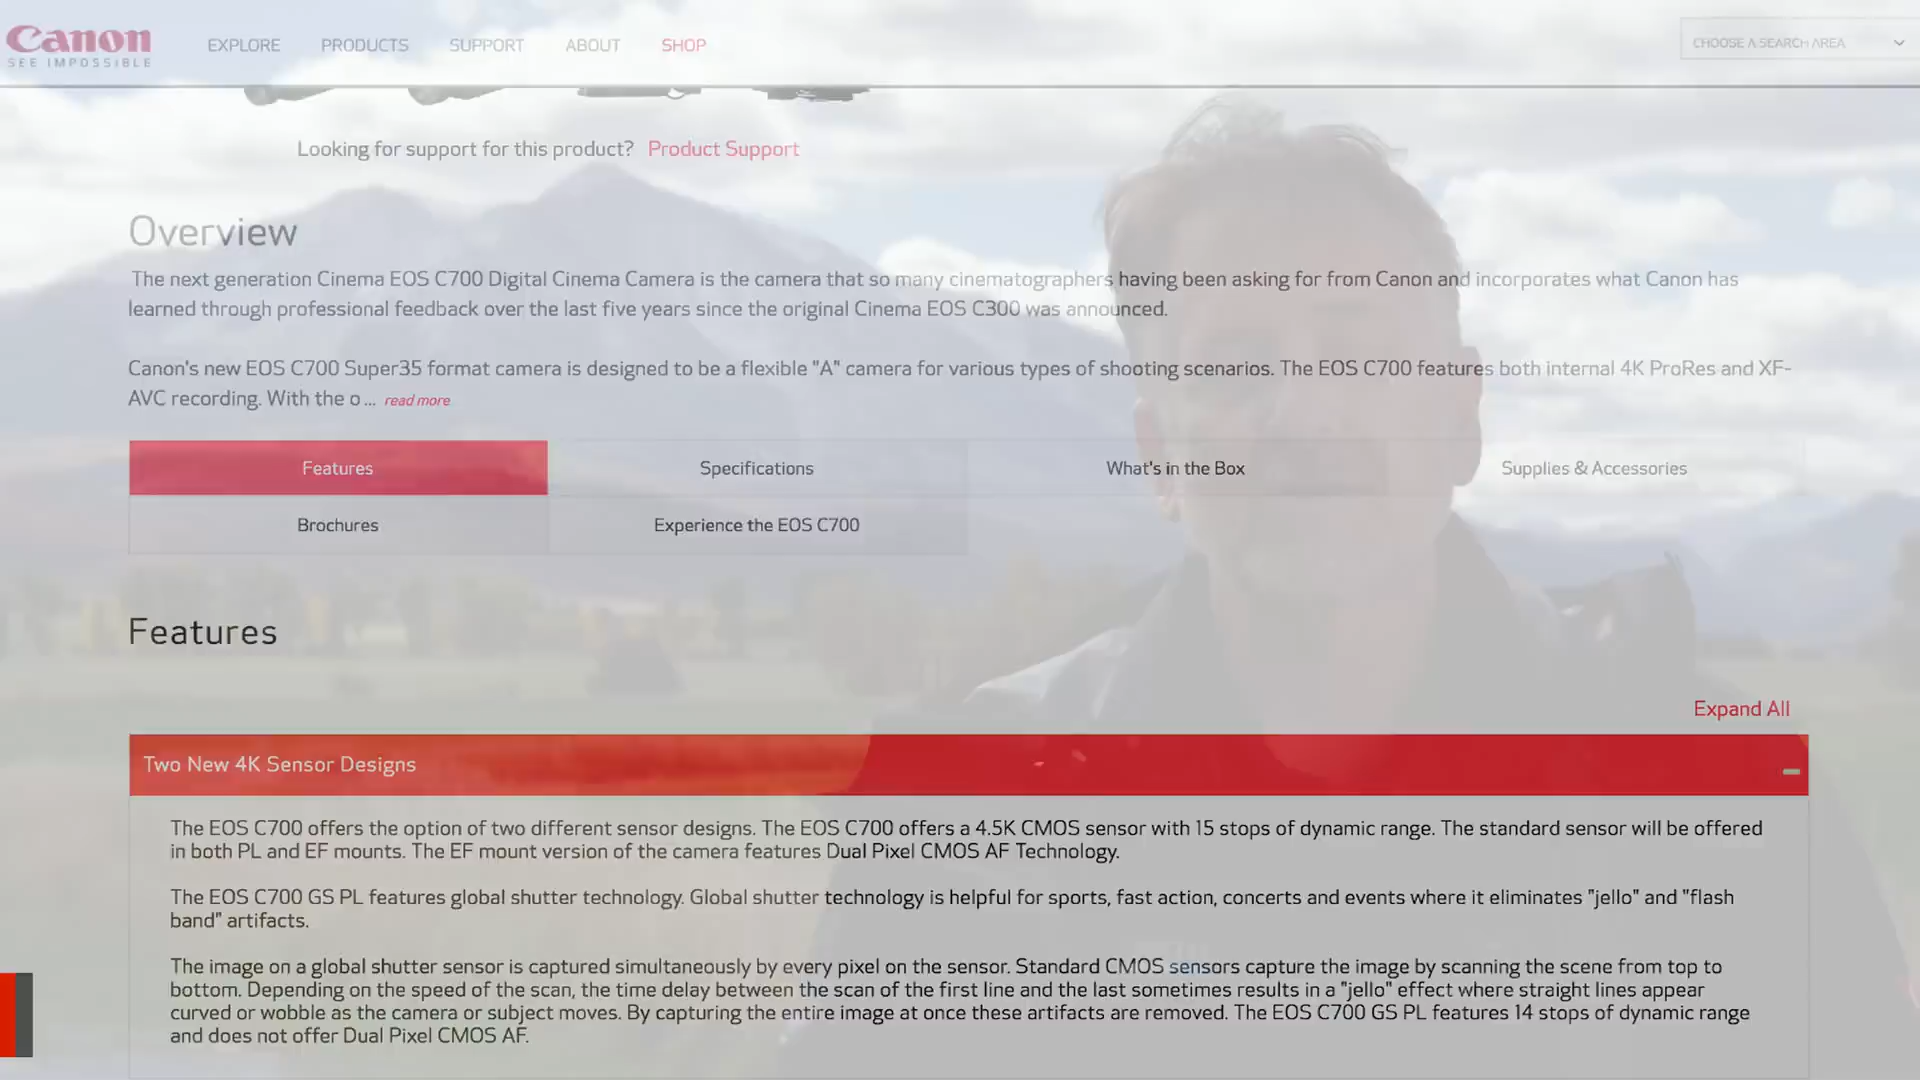 Canon
SEE IMPOSSIBLE
EXPLORE PRODUCTS SUPPORT ABOUT SHOP
CHOOSE A SEARCH AREA
Looking for support for this product? Product Support
Overview
The next generation Cinema EOS C700 Digital Cinema Camera is the camera that so many cinematographers having been asking for from Canon and incorporates what Canon has
learned through professional feedback over the last five years since the original Cinema EOS C300 was announced.
Canon's new EOS C700 Super35 format camera is designed to be a flexible "A" camera for various types of shooting scenarios. The EOS C700 features both internal 4K ProRes and XF-
AVC recording. With the o ... read more
Features Specifications What's in the Box Supplies & Accessories
Brochures Experience the EOS C700
Features
Expand All
Two New 4K Sensor Designs
The EOS C700 offers the option of two different sensor designs. The EOS C700 offers a 4.5K CMOS sensor with 15 stops of dynamic range. The standard sensor will be offered
in both PL and EF mounts. The EF mount version of the camera features Dual Pixel CMOS AF Technology.
The EOS C700 GS PL features global shutter technology. Global shutter technology is helpful for sports, fast action, concerts and events where it eliminates "jello" and "flash
band" artifacts.
The image on a global shutter sensor is captured simultaneously by every pixel on the sensor. Standard CMOS sensors capture the image by scanning the scene from top to
bottom. Depending on the speed of the scan, the time delay between the scan of the first line and the last sometimes results in a "jello" effect where straight lines appear
curved or wobble as the camera or subject moves. By capturing the entire image at once these artifacts are removed. The EOS C700 GS PL features 14 stops of dynamic range
and does not offer Dual Pixel CMOS AF.